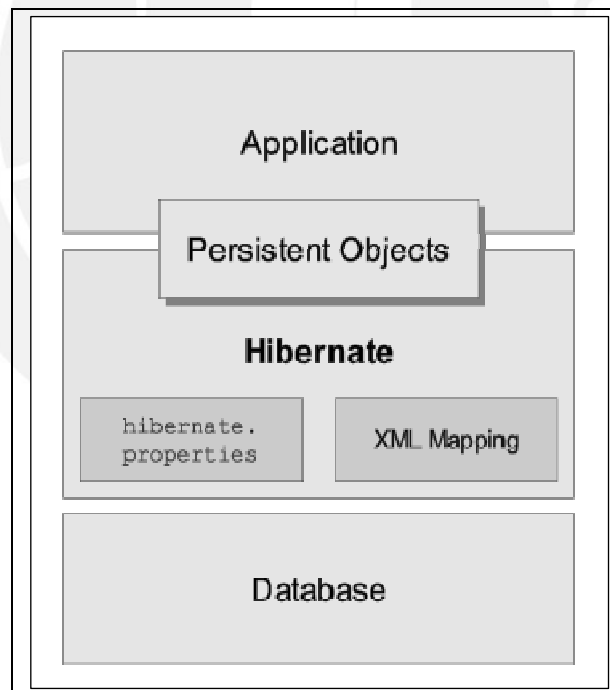 Application
Persistent Objects
Hibernate
hibernate.
properties
XML Mapping
Database